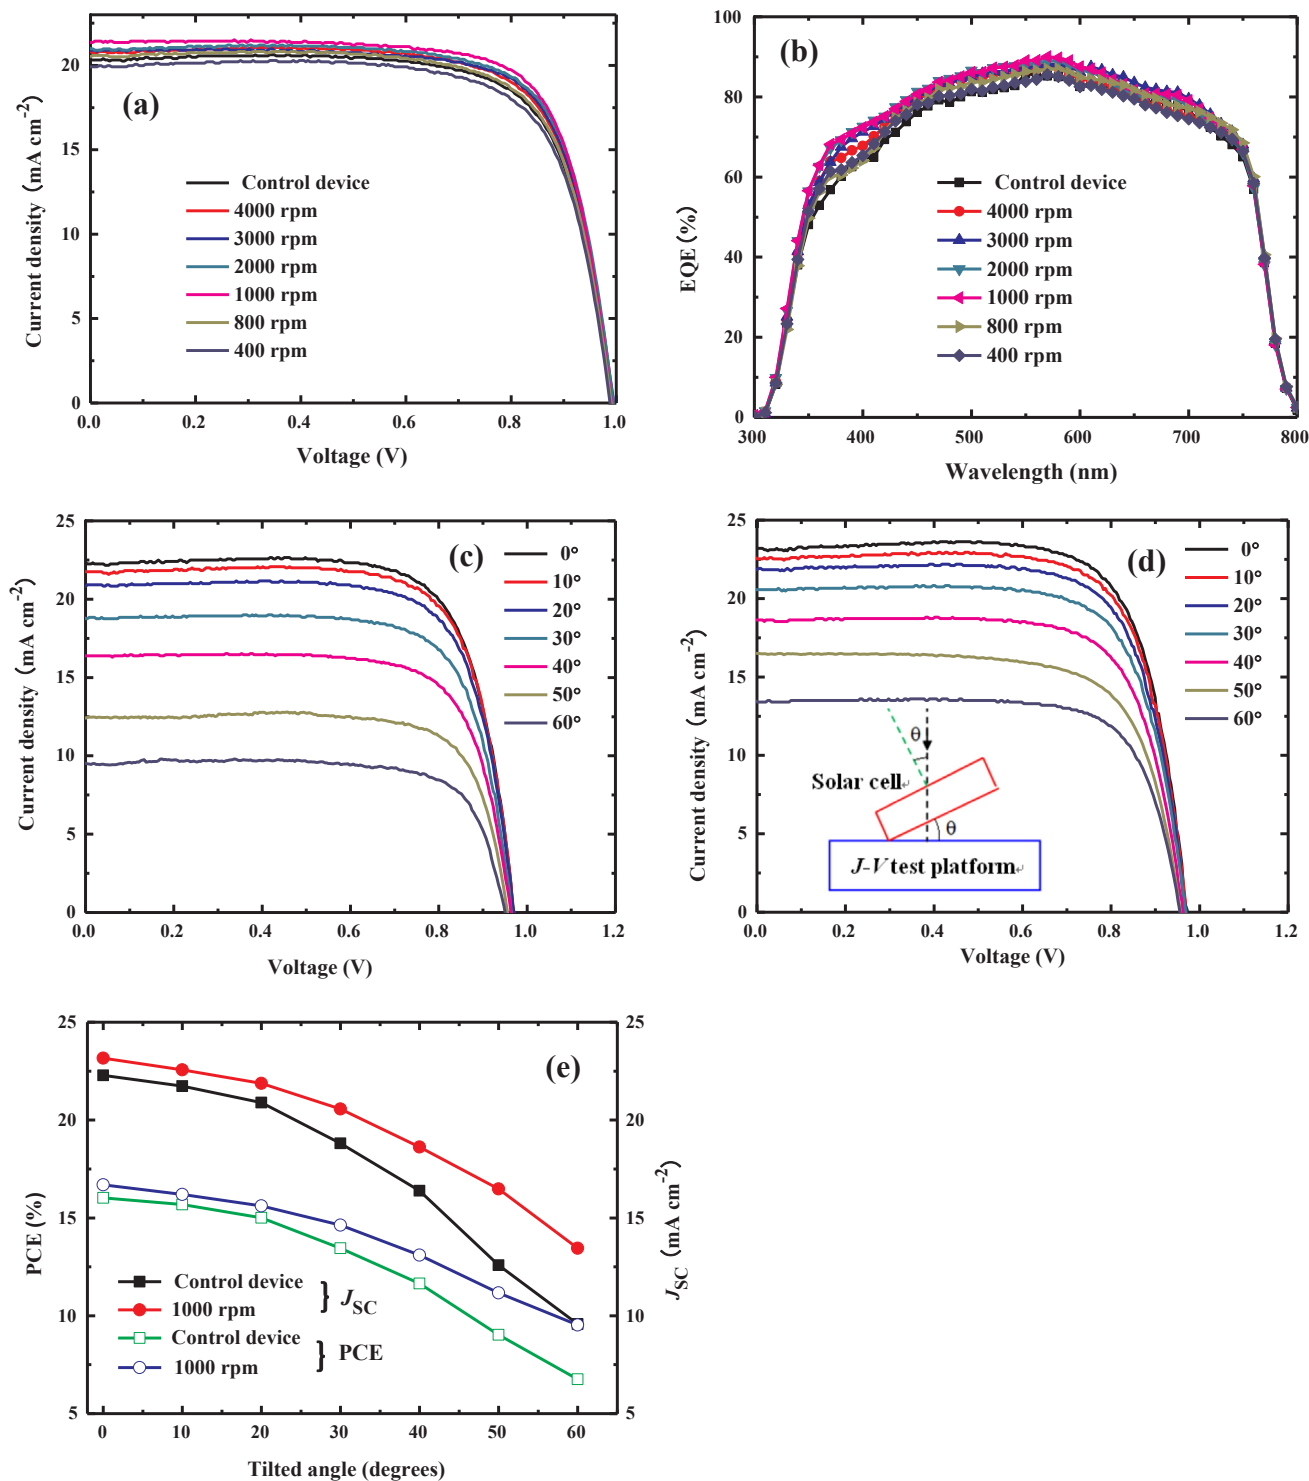 (a)
Current density (mA cm-2)
20
15
10
5
0
Control device
4000 rpm
3000 rpm
2000 rpm
1000 rpm
800 rpm
400 rpm
0.0 0.2 0.4 0.6 0.8 1.0
Voltage (V)
(b)
EQE (%)
100
80
60
40
20
0
Control device
4000 rpm
3000 rpm
2000 rpm
1000 rpm
800 rpm
400 rpm
300 400 500 600 700 800
Wavelength (nm)
(c)
Current density (mA cm-2)
25
20
15
10
5
0
0°
10°
20°
30°
40°
50°
60°
0.0 0.2 0.4 0.6 0.8 1.0 1.2
Voltage (V)
(d)
Current density (mA cm-2)
25
20
15
10
5
0
0°
10°
20°
30°
40°
50°
60°
θ
Solar cell
θ
J-V test platform
0.0 0.2 0.4 0.6 0.8 1.0 1.2
Voltage (V)
(e)
PCE (%)
25
20
15
10
5
Control device
1000 rpm
} JSC
Control device
1000 rpm
} PCE
25
20
15
10
5
JSC (mA cm-2)
0 10 20 30 40 50 60
Tilted angle (degrees)